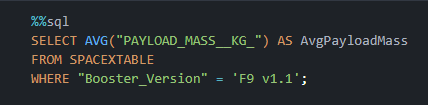 %%sql
SELECT AVG("PAYLOAD_MASS__KG_") AS AvgPayloadMass
FROM SPACEXTABLE
WHERE "Booster_Version" = 'F9 v1.1';